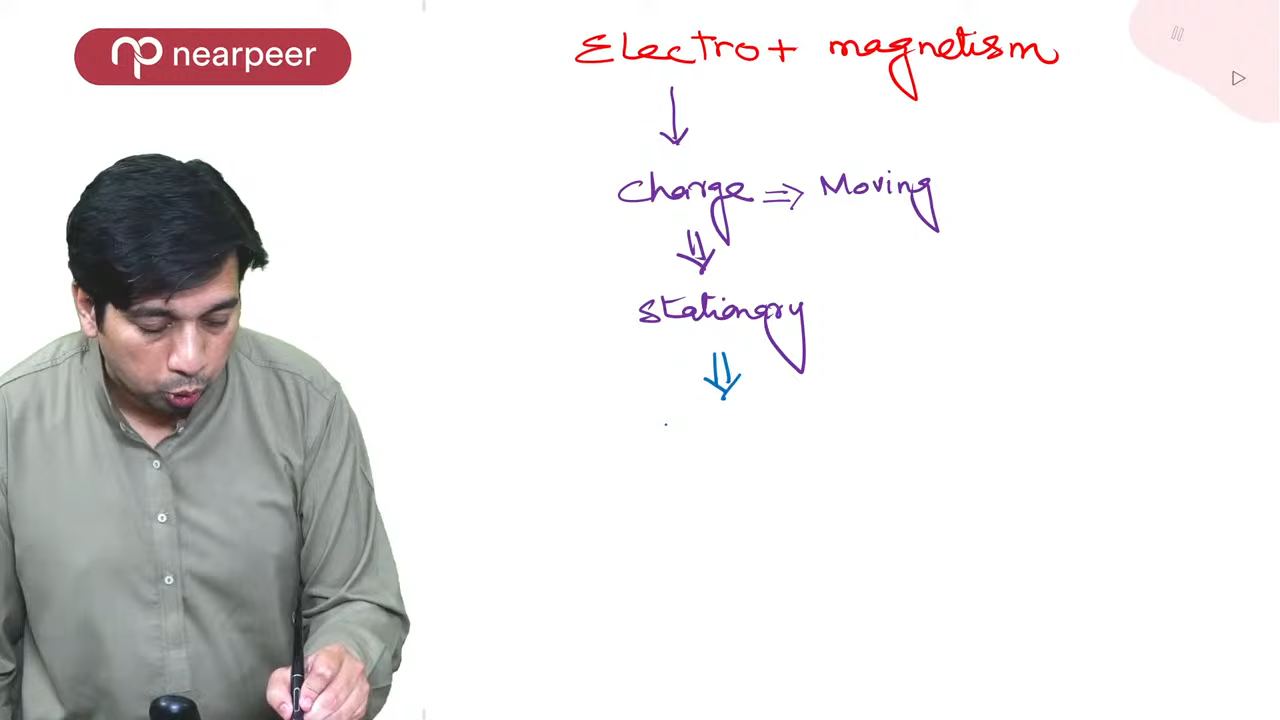 nearpeer
Electro + magnetism
↓
Charge ⇒ Moving
⇓
Stationary
⇓